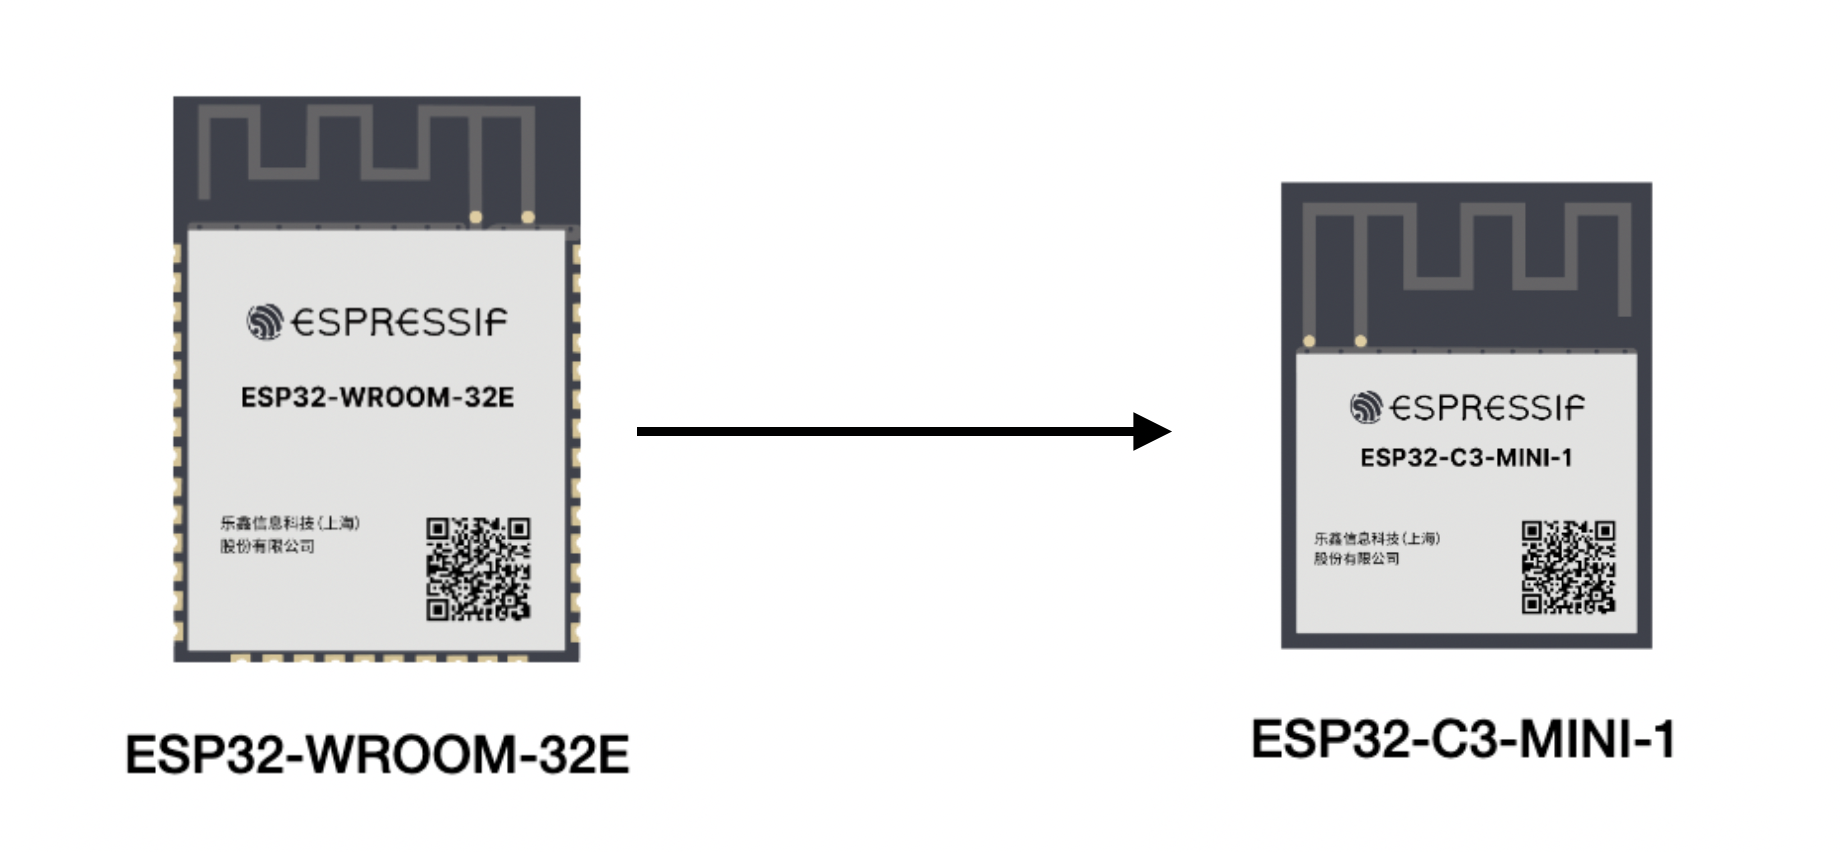 ESPRESSIF
ESP32-WROOM-32E
乐鑫信息科技(上海)
股份有限公司
ESP32-WROOM-32E
ESPRESSIF
ESP32-C3-MINI-1
乐鑫信息科技(上海)
股份有限公司
ESP32-C3-MINI-1